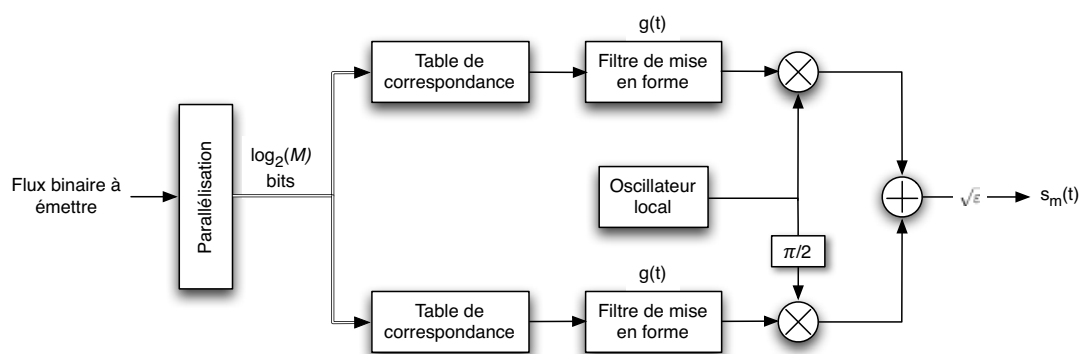 g(t)
Table de
correspondance
Filtre de mise
en forme
Parallélisation
log₂(M)
bits
Flux binaire à
émettre
Oscillateur
local
√ε
s_m(t)
π/2
g(t)
Table de
correspondance
Filtre de mise
en forme